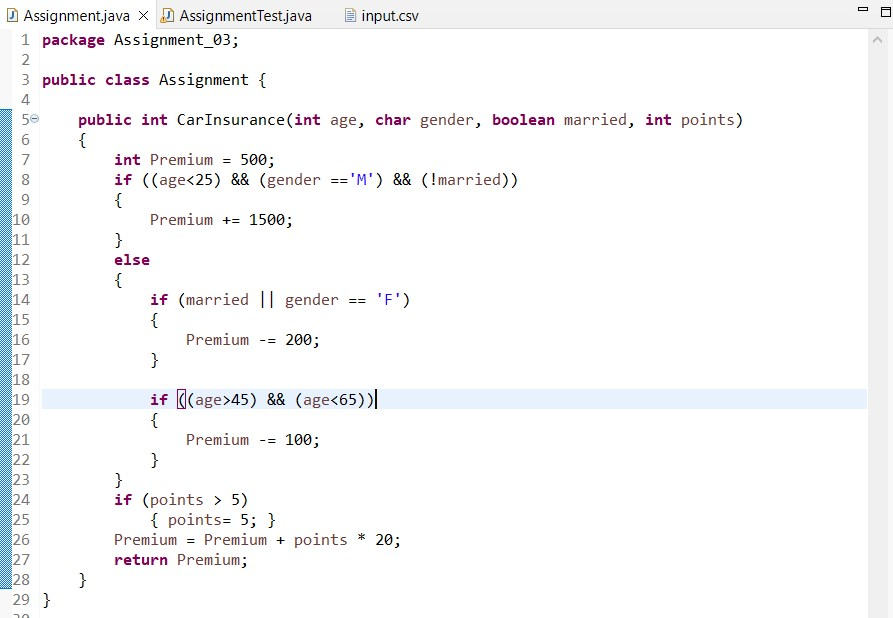 Assignment.java AssignmentTest.java input.csv
1 package Assignment_03;
2
3 public class Assignment {
4
5 public int CarInsurance(int age, char gender, boolean married, int points)
6 {
7 int Premium = 500;
8 if ((age<25) && (gender =='M') && (!married))
9 {
10 Premium += 1500;
11 }
12 else
13 {
14 if (married || gender == 'F')
15 {
16 Premium -= 200;
17 }
18
19 if ((age>45) && (age<65))
20 {
21 Premium -= 100;
22 }
23 }
24 if (points > 5)
25 { points= 5; }
26 Premium = Premium + points * 20;
27 return Premium;
28 }
29 }